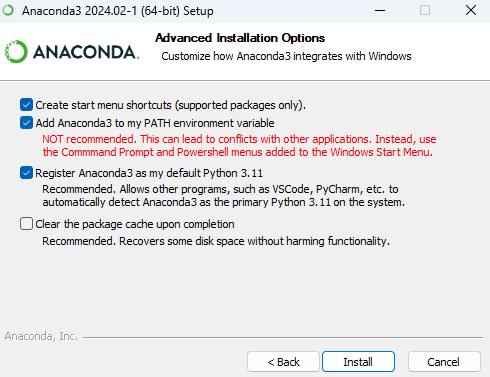 Anaconda3 2024.02-1 (64-bit) Setup
ANACONDA.
Advanced Installation Options
Customize how Anaconda3 integrates with Windows
Create start menu shortcuts (supported packages only).
Add Anaconda3 to my PATH environment variable
NOT recommended. This can lead to conflicts with other applications. Instead, use
the Commmand Prompt and Powershell menus added to the Windows Start Menu.
Register Anaconda3 as my default Python 3.11
Recommended. Allows other programs, such as VSCode, PyCharm, etc. to
automatically detect Anaconda3 as the primary Python 3.11 on the system.
Clear the package cache upon completion
Recommended. Recovers some disk space without harming functionality.
Anaconda, Inc.
< Back
Install
Cancel